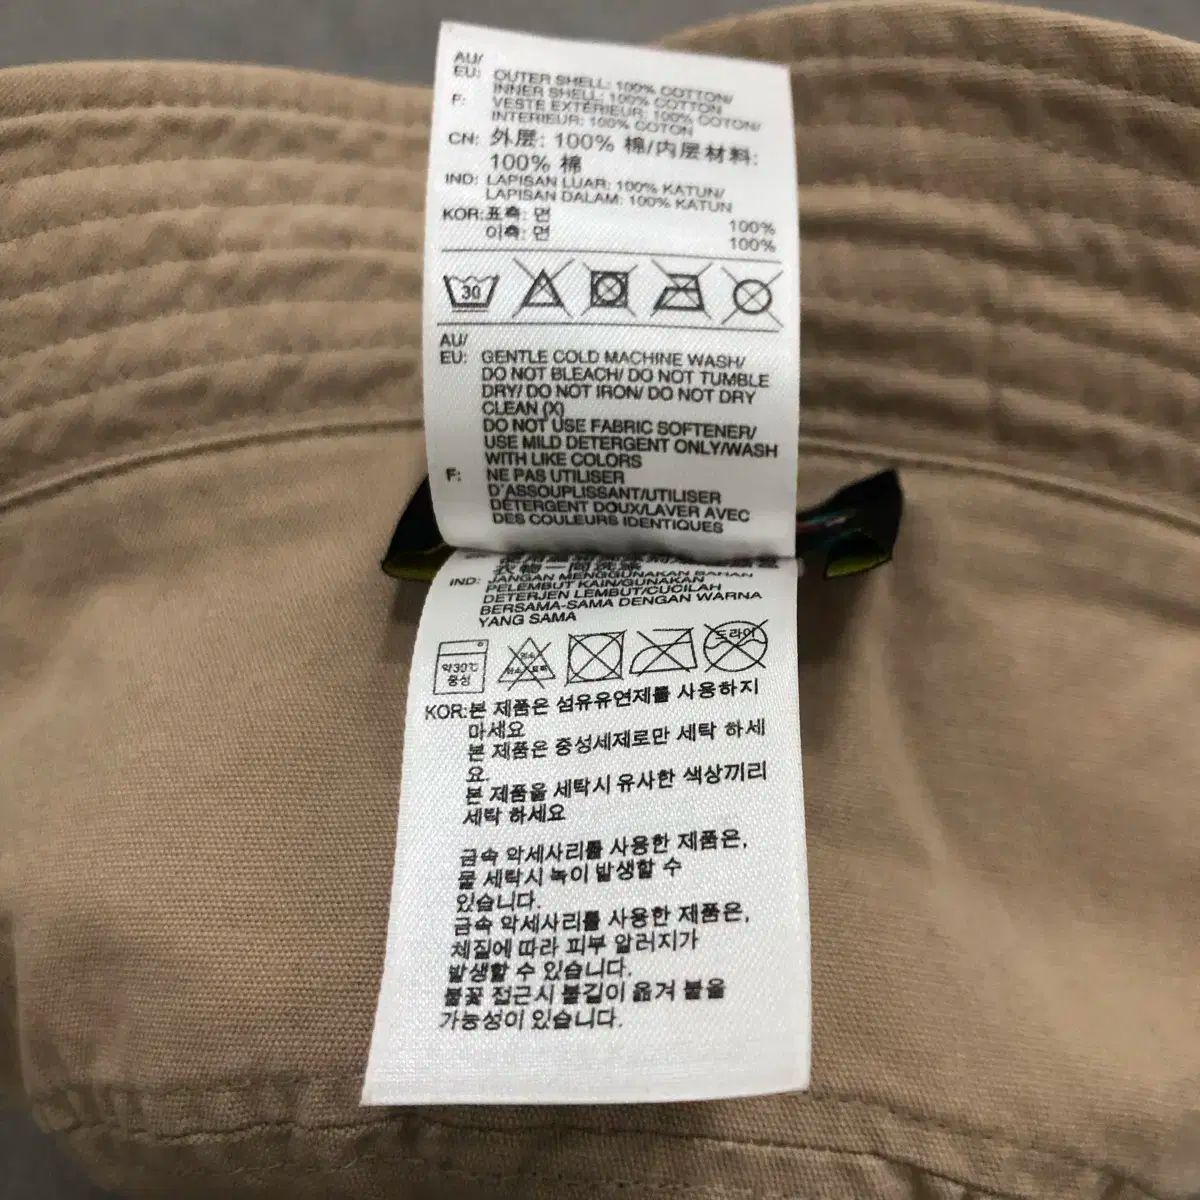 AU/
EU: OUTER SHELL: 100% COTTON/
INNER SHELL: 100% COTTON
F: VESTE EXTÉRIEUR: 100% COTON/
INTERIEUR: 100% COTON
CN: 外层: 100% 棉/内层材料:
100% 棉
IND: LAPISAN LUAR: 100% KATUN/
LAPISAN DALAM: 100% KATUN
KOR: 표측: 면 100%
이측: 면 100%
30
AU/
EU: GENTLE COLD MACHINE WASH/
DO NOT BLEACH/ DO NOT TUMBLE
DRY/ DO NOT IRON/ DO NOT DRY
CLEAN (X)
DO NOT USE FABRIC SOFTENER/
USE MILD DETERGENT ONLY/WASH
WITH LIKE COLORS
F: NE PAS UTILISER
D'ASSOUPLISSANT/UTILISER
DÉTERGENT DOUX/LAVER AVEC
DES COULEURS IDENTIQUES
衣物一同洗涤
IND: JANGAN MENGGUNAKAN BAHAN
PELEMBUT KAIN/GUNAKAN
DETERJEN LEMBUT/CUCILAH
BERSAMA-SAMA DENGAN WARNA
YANG SAMA
약30℃
중성
드라이
KOR: 본 제품은 섬유유연제를 사용하지
마세요
본 제품은 중성세제로만 세탁 하세
요.
본 제품을 세탁시 유사한 색상끼리
세탁 하세요
금속 악세사리를 사용한 제품은,
물 세탁시 녹이 발생할 수
있습니다.
금속 악세사리를 사용한 제품은,
체질에 따라 피부 알러지가
발생할 수 있습니다.
불꽃 접근시 불길이 옮겨 붙을
가능성이 있습니다.